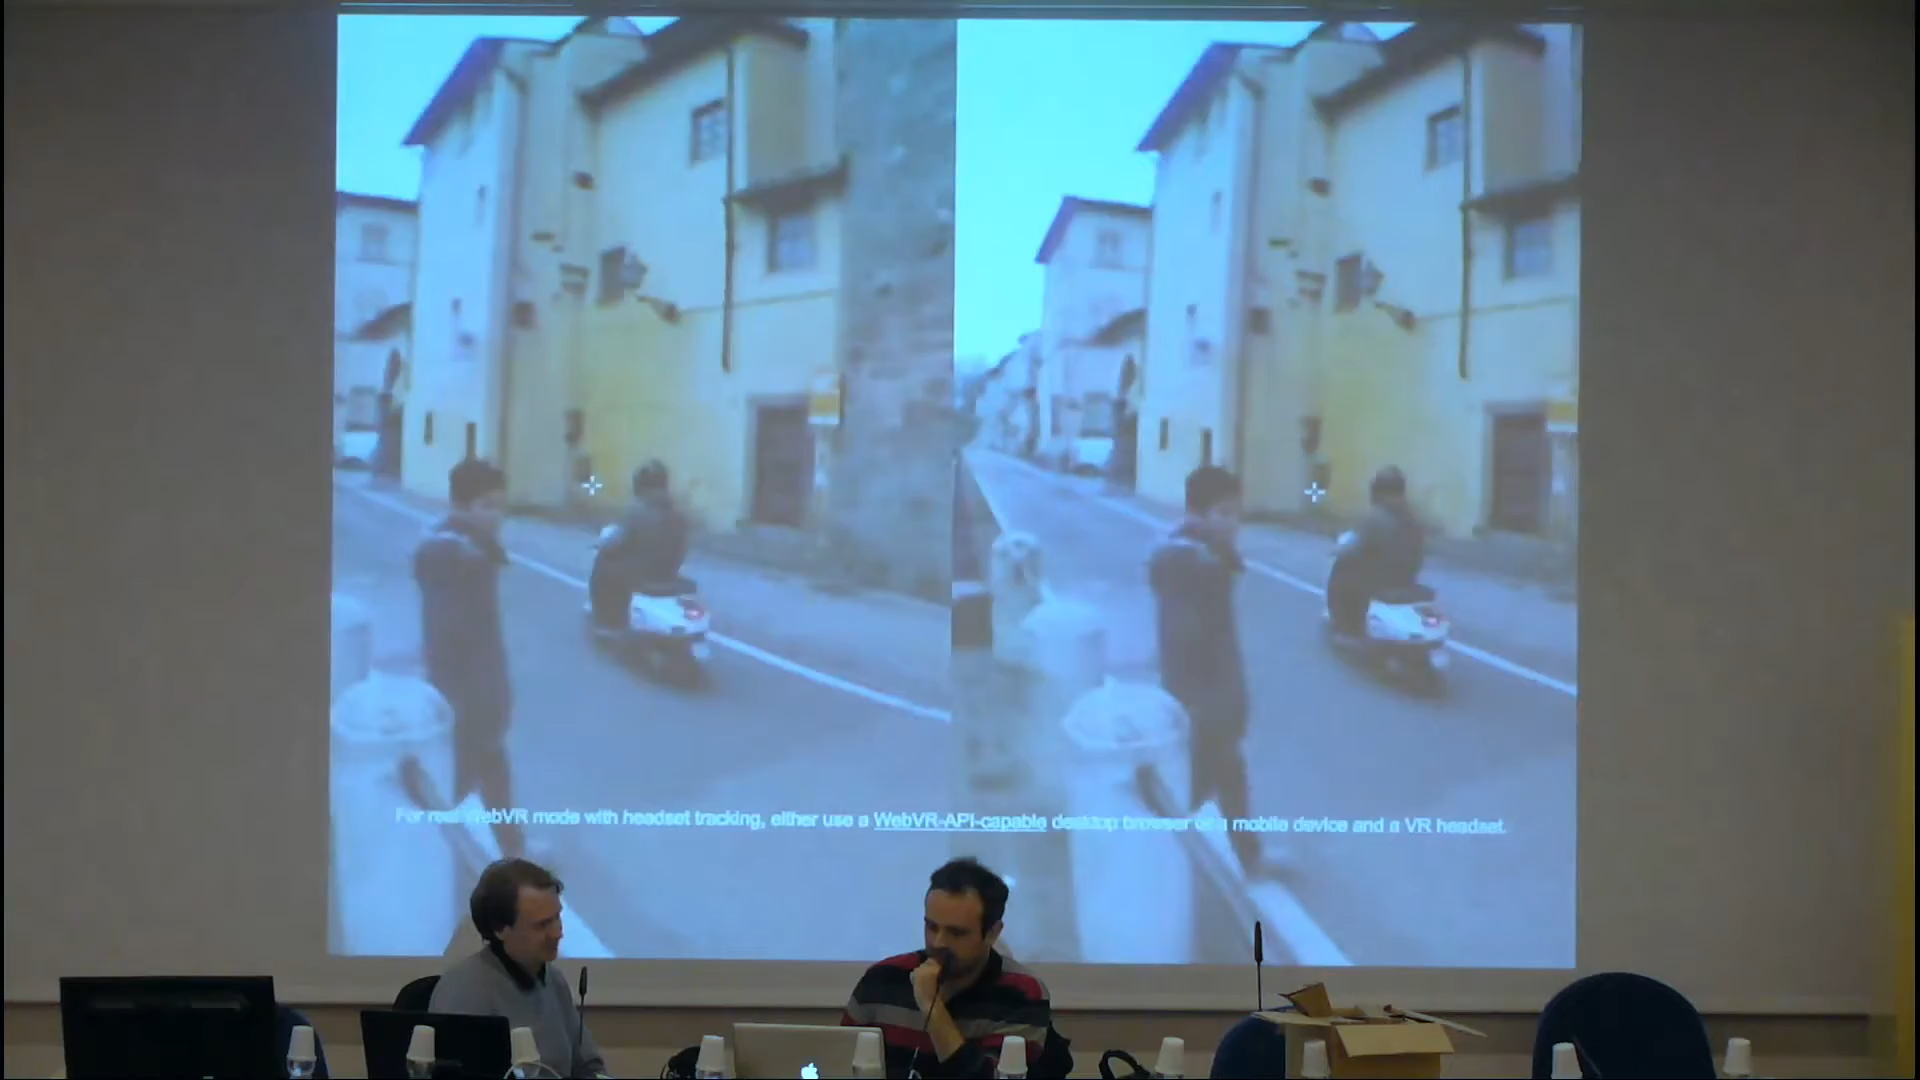 For real WebVR mode with headset tracking, either use a WebVR-API-capable desktop browser or a mobile device and a VR headset.